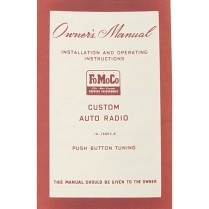 Owner's Manual
INSTALLATION AND OPERATING
INSTRUCTIONS
FoMoCo
CUSTOM
AUTO RADIO
PUSH BUTTON TUNING
THIS MANUAL SHOULD BE GIVEN TO THE OWNER